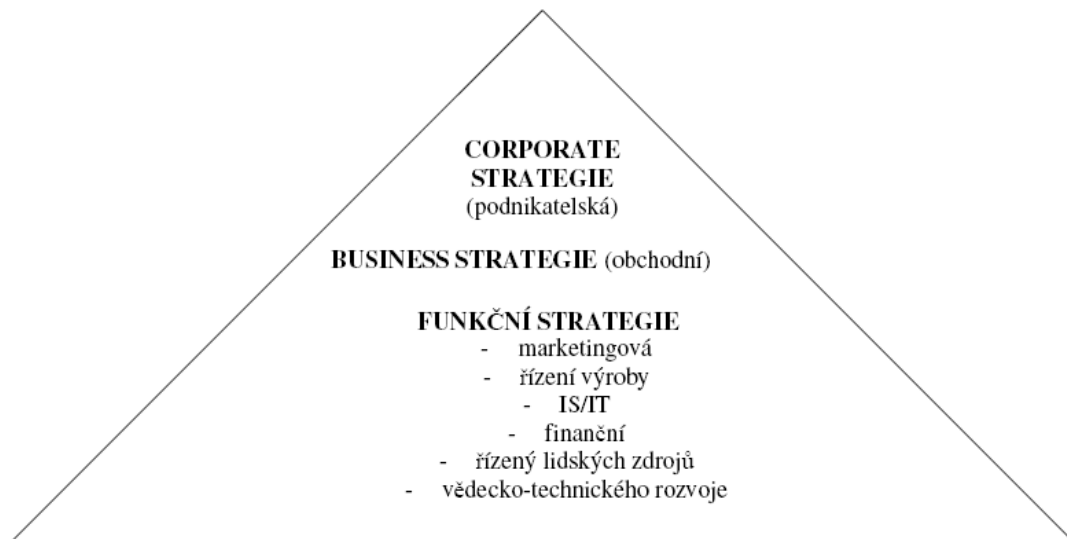 CORPORATE
STRATEGIE
(podnikatelská)
BUSINESS STRATEGIE (obchodní)
FUNKČNÍ STRATEGIE
- marketingová
- řízení výroby
- IS/IT
- finanční
- řízený lidských zdrojů
- vědecko-technického rozvoje